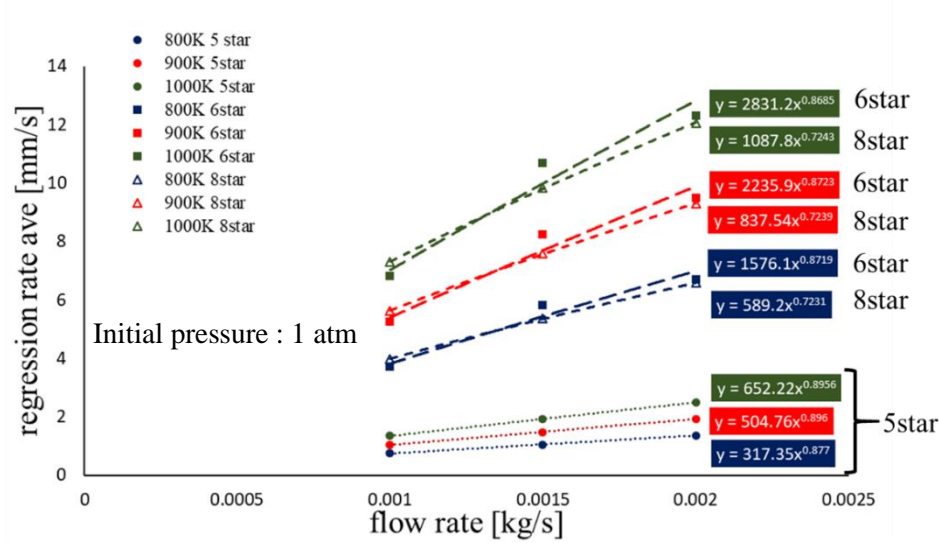 800K 5 star
900K 5star
1000K 5star
800K 6star
900K 6star
1000K 6star
800K 8star
900K 8star
1000K 8star
14
12
10
8
6
4
2
0
regression rate ave [mm/s]
Initial pressure : 1 atm
y = 2831.2x^0.8685 6star
y = 1087.8x^0.7243 8star
y = 2235.9x^0.8723 6star
y = 837.54x^0.7239 8star
y = 1576.1x^0.8719 6star
y = 589.2x^0.7231 8star
y = 652.22x^0.8956
y = 504.76x^0.896 5star
y = 317.35x^0.877
0 0.0005 0.001 0.0015 0.002 0.0025
flow rate [kg/s]